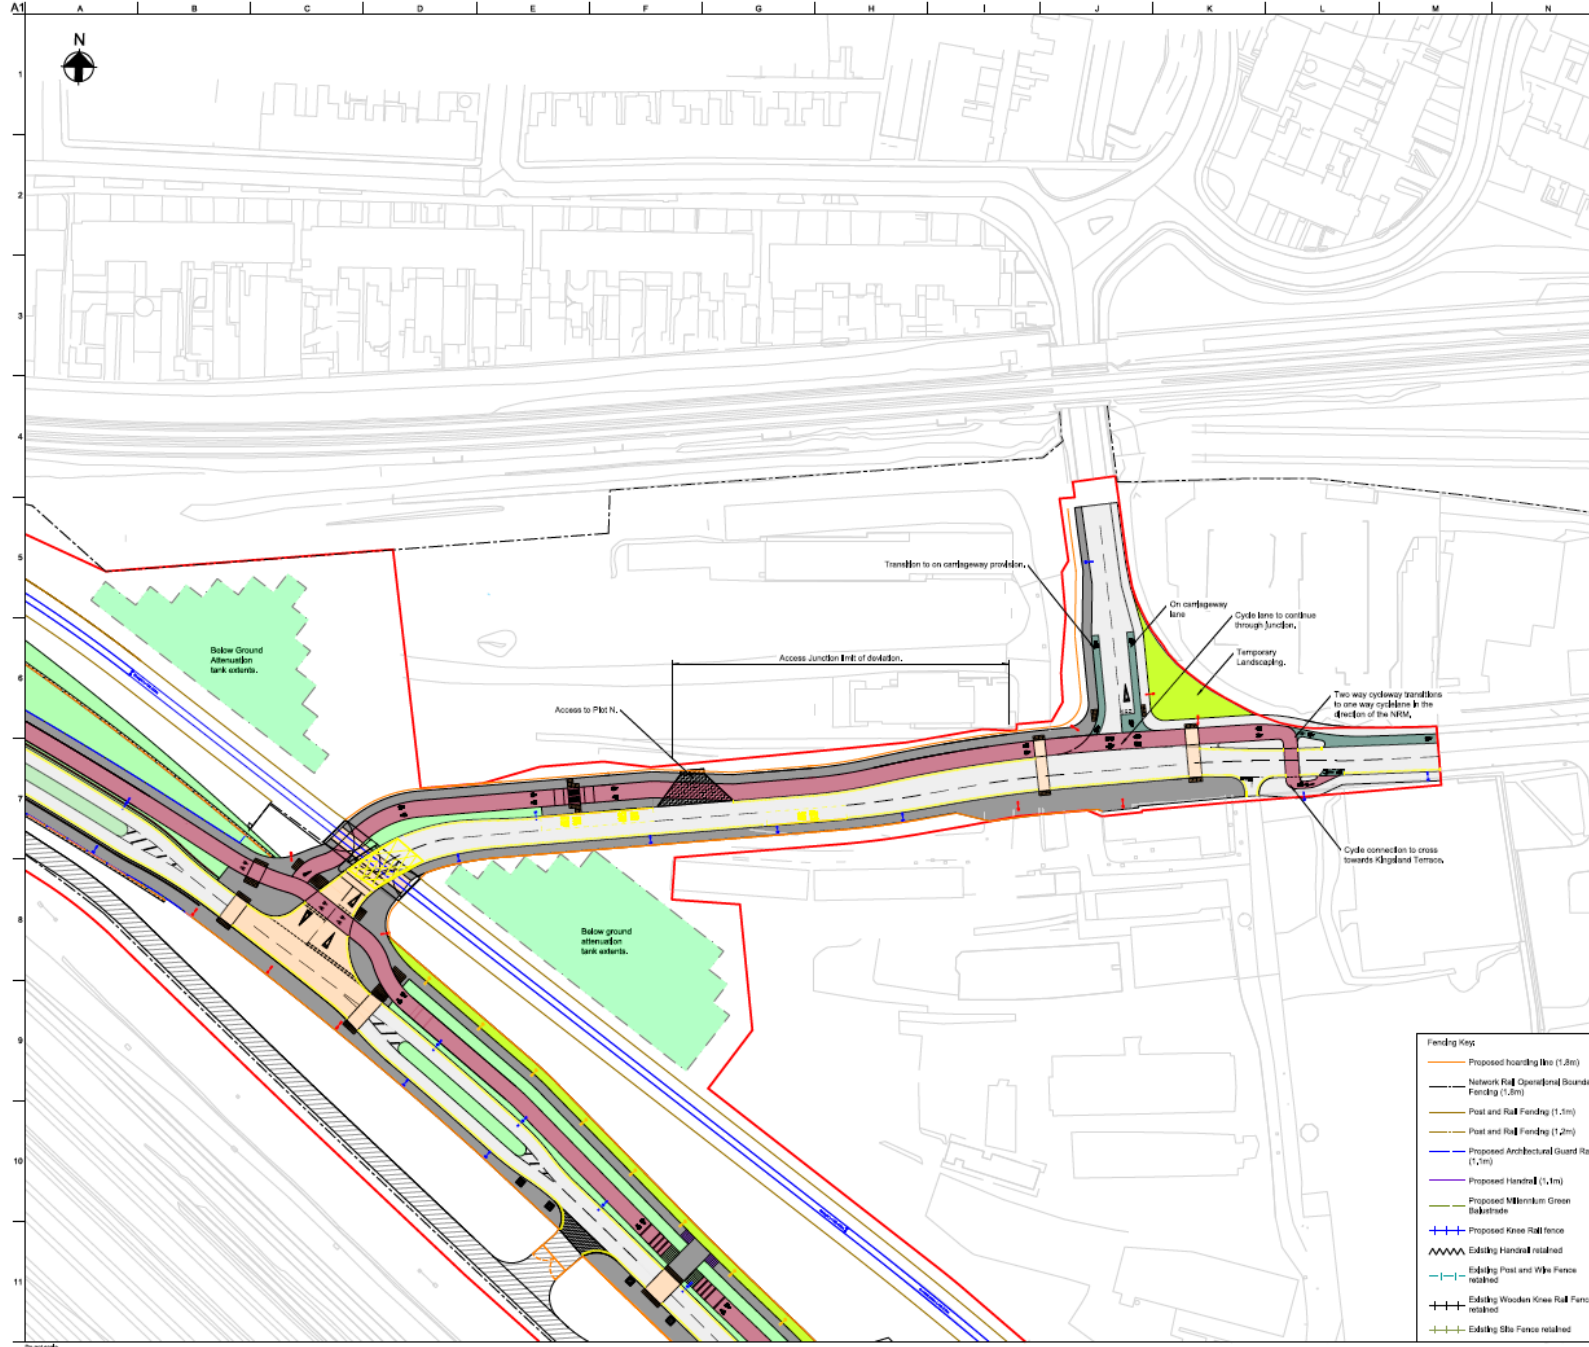 A1 A B C D E F G H I J K L M N
N
1
2
3
4
5
6
7
8
9
10
11
Transition to on carriageway provision.
On carriageway
lane
Cycle lane to continue
through junction.
Temporary
Landscaping.
Below Ground
Attenuation
tank extents.
Access Junction limit of deviation.
Access to Plot N.
Two way cycleway transitions
to one way cyclelane in the
direction of the NRM.
Cycle connection to cross
towards Kingsland Terrace.
Below ground
attenuation
tank extents.
Fencing Key:
Proposed hoarding line (1.8m)
Network Rail Operational Bounda
Fencing (1.8m)
Post and Rail Fencing (1.1m)
Post and Rail Fencing (1.2m)
Proposed Architectural Guard Ra
(1.1m)
Proposed Handrail (1.1m)
Proposed Millennium Green
Balustrade
Proposed Knee Rail fence
Existing Handrail retained
Existing Post and Wire Fence
retained
Existing Wooden Knee Rail Fenc
retained
Existing Site Fence retained